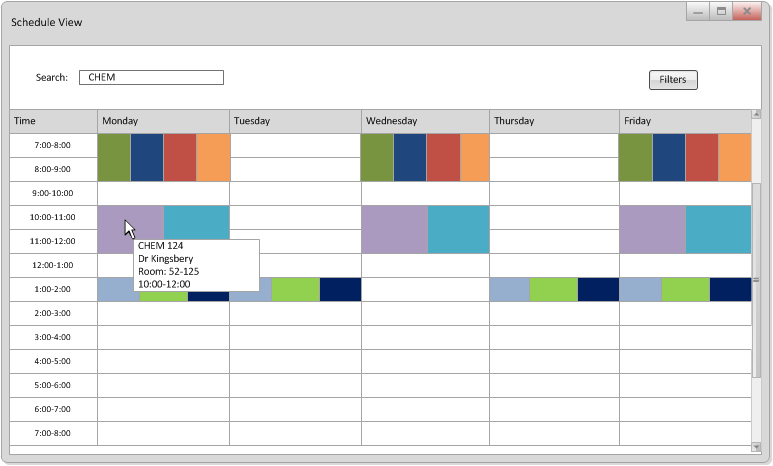 Schedule View
Search: CHEM
Filters
Time Monday Tuesday Wednesday Thursday Friday
7:00-8:00
8:00-9:00
9:00-10:00
10:00-11:00
11:00-12:00
CHEM 124
Dr Kingsbery
Room: 52-125
10:00-12:00
12:00-1:00
1:00-2:00
2:00-3:00
3:00-4:00
4:00-5:00
5:00-6:00
6:00-7:00
7:00-8:00